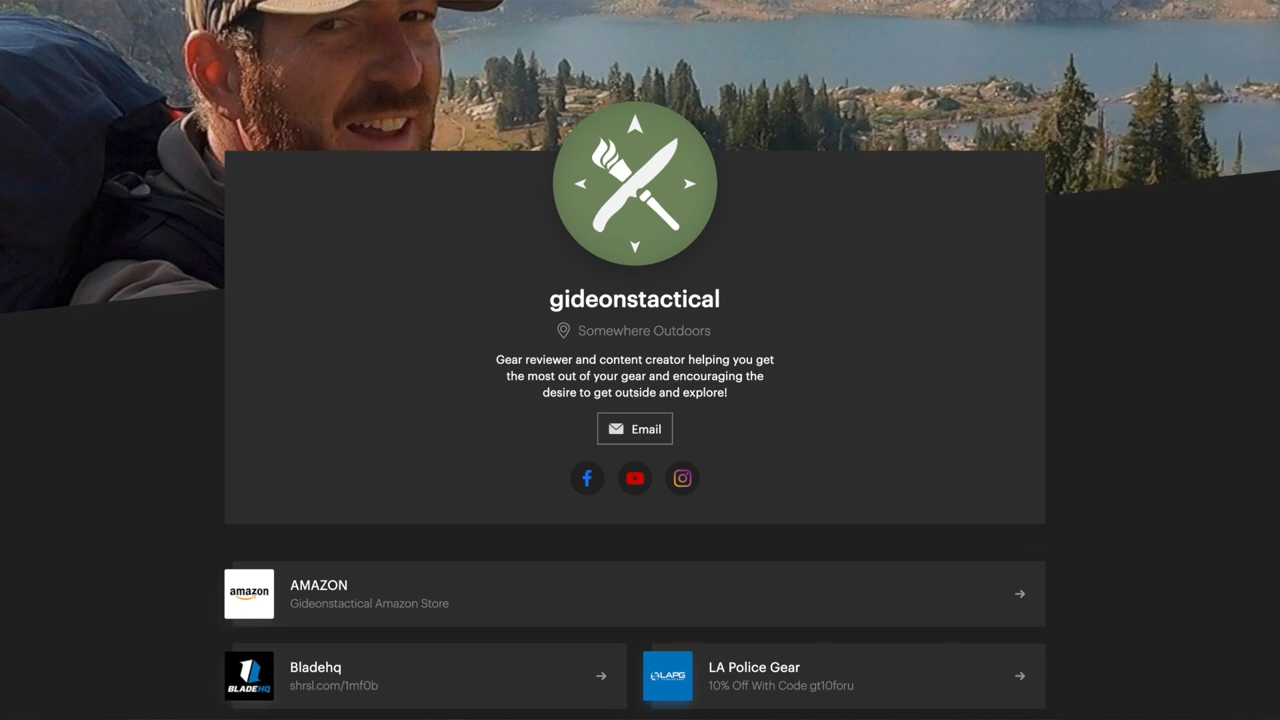 gideonstactical
Somewhere Outdoors
Gear reviewer and content creator helping you get
the most out of your gear and encouraging the
desire to get outside and explore!
Email
amazon
AMAZON
Gideonstactical Amazon Store
BLADEHQ
Bladehq
shrsl.com/1mf0b
LAPG
LA Police Gear
10% Off With Code gt10foru